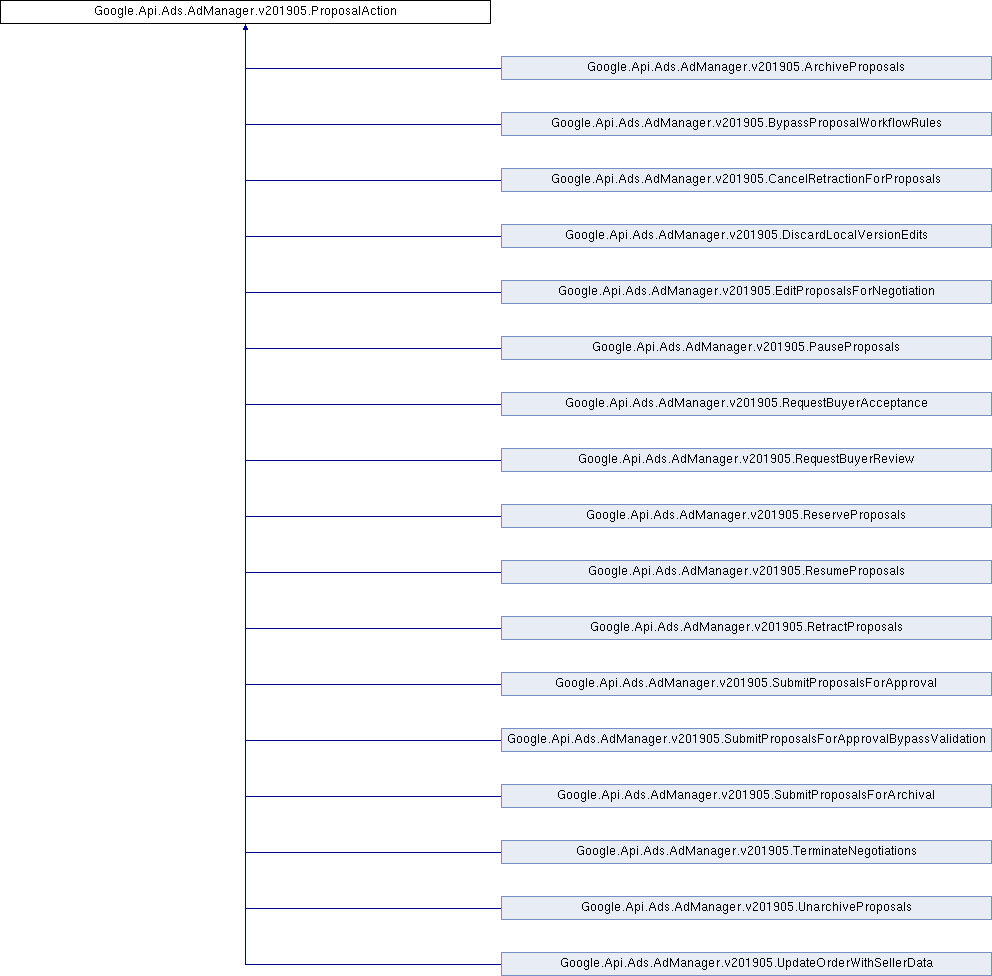 Google.Api.Ads.AdManager.v201905.ProposalAction
Google.Api.Ads.AdManager.v201905.ArchiveProposals
Google.Api.Ads.AdManager.v201905.BypassProposalWorkflowRules
Google.Api.Ads.AdManager.v201905.CancelRetractionForProposals
Google.Api.Ads.AdManager.v201905.DiscardLocalVersionEdits
Google.Api.Ads.AdManager.v201905.EditProposalsForNegotiation
Google.Api.Ads.AdManager.v201905.PauseProposals
Google.Api.Ads.AdManager.v201905.RequestBuyerAcceptance
Google.Api.Ads.AdManager.v201905.RequestBuyerReview
Google.Api.Ads.AdManager.v201905.ReserveProposals
Google.Api.Ads.AdManager.v201905.ResumeProposals
Google.Api.Ads.AdManager.v201905.RetractProposals
Google.Api.Ads.AdManager.v201905.SubmitProposalsForApproval
Google.Api.Ads.AdManager.v201905.SubmitProposalsForApprovalBypassValidation
Google.Api.Ads.AdManager.v201905.SubmitProposalsForArchival
Google.Api.Ads.AdManager.v201905.TerminateNegotiations
Google.Api.Ads.AdManager.v201905.UnarchiveProposals
Google.Api.Ads.AdManager.v201905.UpdateOrderWithSellerData